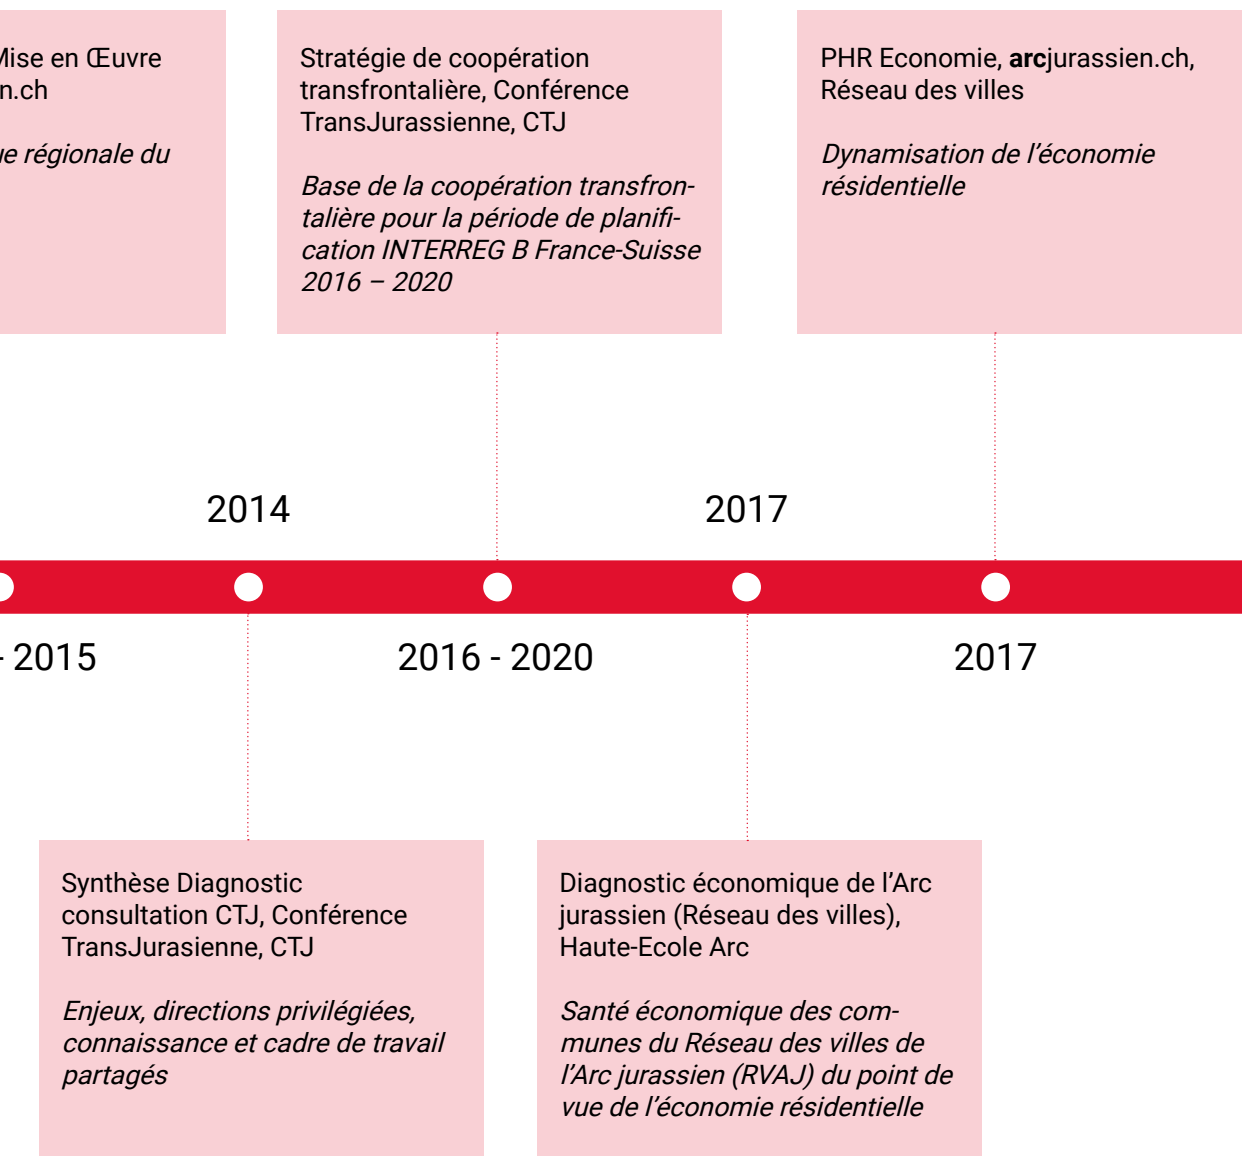 Mise en Œuvre
n.ch
régionale du
Stratégie de coopération
transfrontalière, Conférence
TransJurassienne, CTJ
Base de la coopération transfron-
talière pour la période de planifi-
cation INTERREG B France-Suisse
2016 – 2020
PHR Economie, arcjurassien.ch,
Réseau des villes
Dynamisation de l'économie
résidentielle
2014
2017
- 2015
2016 - 2020
2017
Synthèse Diagnostic
consultation CTJ, Conférence
TransJurasienne, CTJ
Enjeux, directions privilégiées,
connaissance et cadre de travail
partagés
Diagnostic économique de l'Arc
jurassien (Réseau des villes),
Haute-Ecole Arc
Santé économique des com-
munes du Réseau des villes de
l'Arc jurassien (RVAJ) du point de
vue de l'économie résidentielle